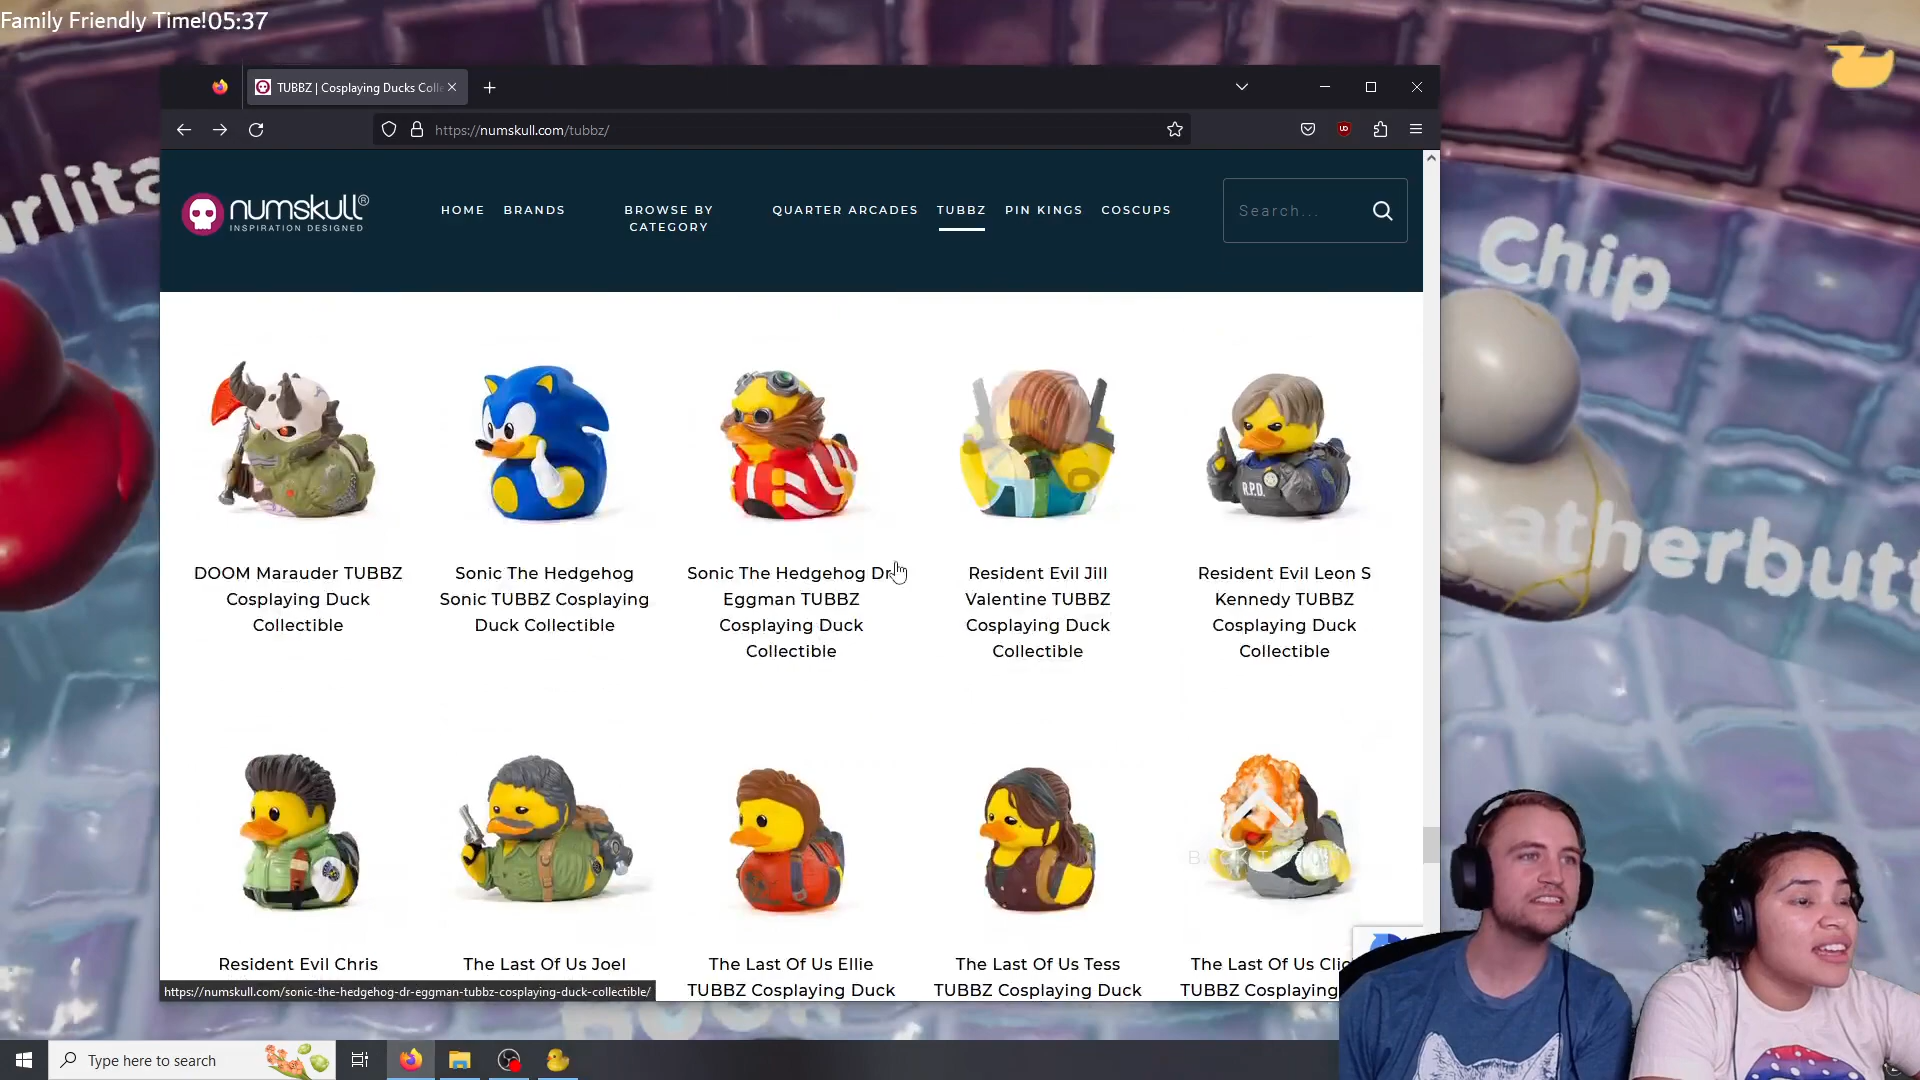 Family Friendly Time!05:37
TUBBZ | Cosplaying Ducks Coll
https://numskull.com/tubbz/
numskull®
INSPIRATION DESIGNED
HOME
BRANDS
BROWSE BY
CATEGORY
QUARTER ARCADES
TUBBZ
PIN KINGS
COSCUPS
Search...
Chip
eatherbutt
R.P.D.
DOOM Marauder TUBBZ
Cosplaying Duck
Collectible
Sonic The Hedgehog
Sonic TUBBZ Cosplaying
Duck Collectible
Sonic The Hedgehog Dr
Eggman TUBBZ
Cosplaying Duck
Collectible
Resident Evil Jill
Valentine TUBBZ
Cosplaying Duck
Collectible
Resident Evil Leon S
Kennedy TUBBZ
Cosplaying Duck
Collectible
Resident Evil Chris
The Last Of Us Joel
The Last Of Us Ellie
TUBBZ Cosplaying Duck
The Last Of Us Tess
TUBBZ Cosplaying Duck
The Last Of Us Clic
TUBBZ Cosplaying
https://numskull.com/sonic-the-hedgehog-dr-eggman-tubbz-cosplaying-duck-collectible/
Type here to search